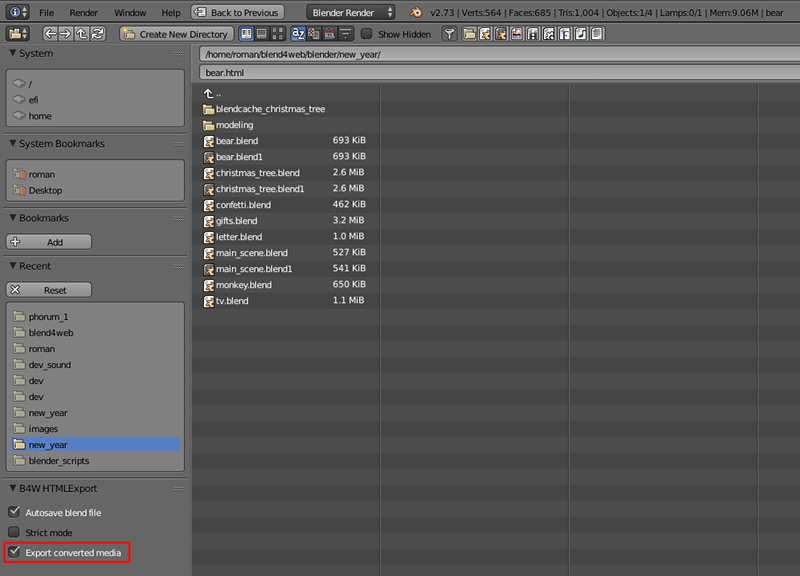 File Render Window Help Back to Previous Blender Render v2.73 | Verts:564 | Faces:685 | Tris:1,004 | Objects:1/4 | Lamps:0/1 | Mem:9.06M | bear
Create New Directory Show Hidden
System
/
efi
home
System Bookmarks
roman
Desktop
Bookmarks
Add
Recent
Reset
phorum_1
blend4web
roman
dev_sound
dev
dev
new_year
images
new_year
blender_scripts
B4W HTMLExport
Autosave blend file
Strict mode
Export converted media
/home/roman/blend4web/blender/new_year/
bear.html
..
blendcache_christmas_tree
modeling
bear.blend 693 KiB
bear.blend1 693 KiB
christmas_tree.blend 2.6 MiB
christmas_tree.blend1 2.6 MiB
confetti.blend 462 KiB
gifts.blend 3.2 MiB
letter.blend 1.0 MiB
main_scene.blend 527 KiB
main_scene.blend1 541 KiB
monkey.blend 650 KiB
tv.blend 1.1 MiB